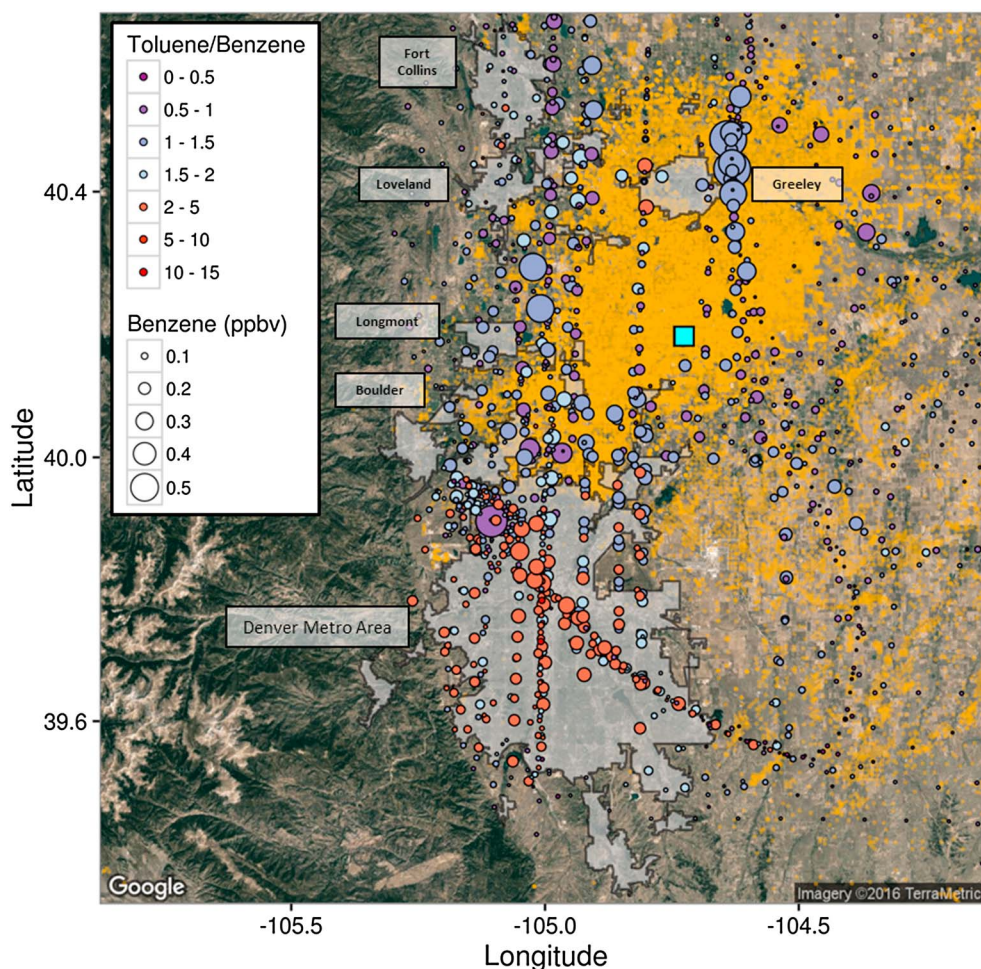 Toluene/Benzene
0 - 0.5
0.5 - 1
1 - 1.5
1.5 - 2
2 - 5
5 - 10
10 - 15
Benzene (ppbv)
0.1
0.2
0.3
0.4
0.5
Fort
Collins
Loveland
Greeley
Longmont
Boulder
Denver Metro Area
Latitude
40.4
40.0
39.6
Google
Imagery ©2016 TerraMetric
-105.5
-105.0
-104.5
Longitude